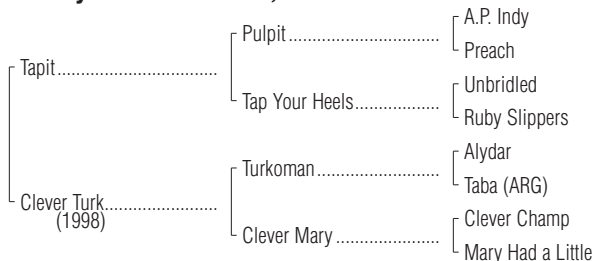 A.P. Indy
Pulpit.......................................
Preach
Tapit.........................................
Unbridled
Tap Your Heels.....................
Ruby Slippers
Alydar
Turkoman...............................
Taba (ARG)
Clever Turk.............................
(1998)
Clever Champ
Clever Mary ..........................
Mary Had a Little